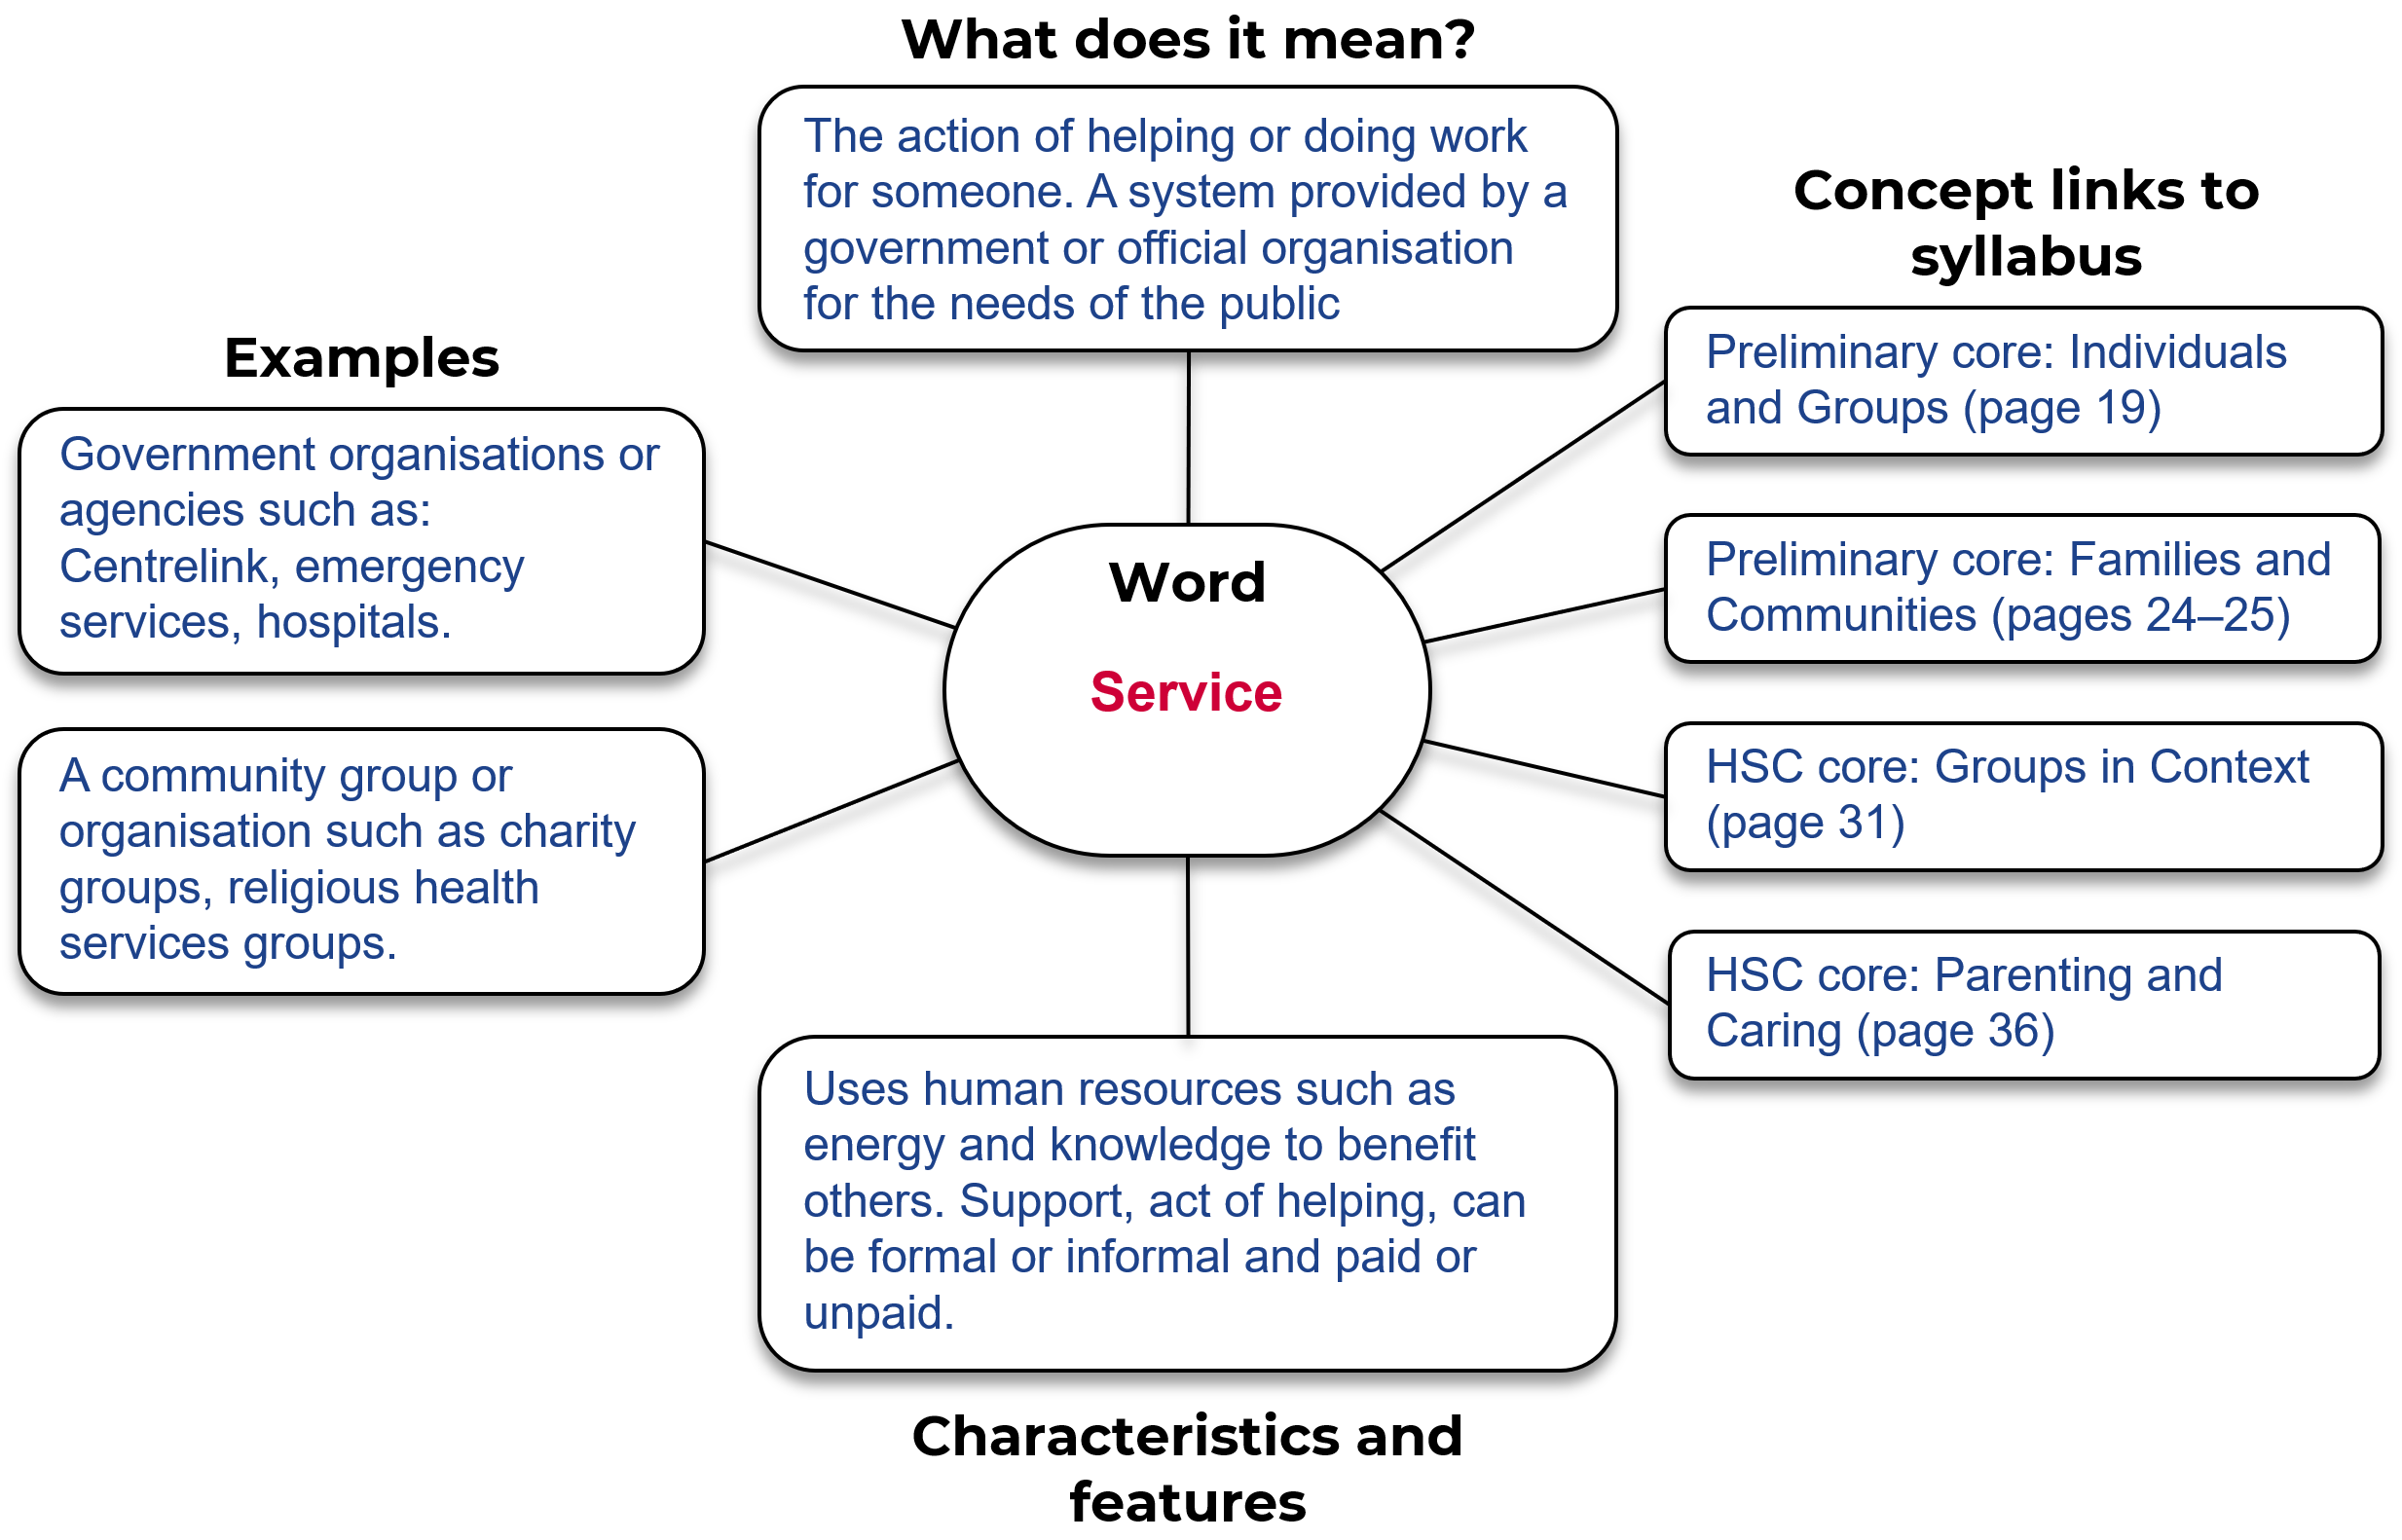 What does it mean?
The action of helping or doing work
for someone. A system provided by a
government or official organisation
for the needs of the public
Concept links to
syllabus
Preliminary core: Individuals
and Groups (page 19)
Preliminary core: Families and
Communities (pages 24–25)
HSC core: Groups in Context
(page 31)
HSC core: Parenting and
Caring (page 36)
Examples
Government organisations or
agencies such as:
Centrelink, emergency
services, hospitals.
A community group or
organisation such as charity
groups, religious health
services groups.
Word
Service
Uses human resources such as
energy and knowledge to benefit
others. Support, act of helping, can
be formal or informal and paid or
unpaid.
Characteristics and
features